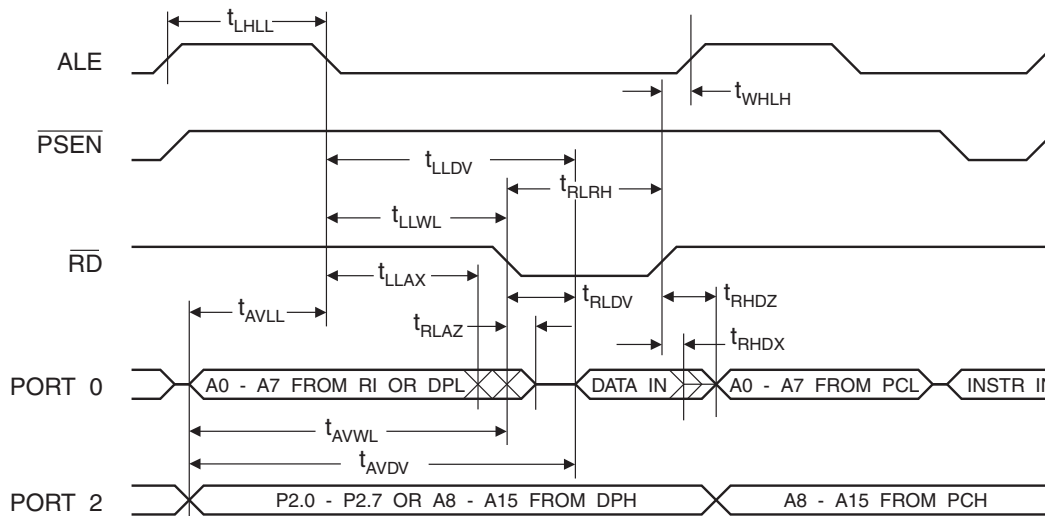 tLHLL
ALE
tWHLH
PSEN
tLLDV
tRLRH
tLLWL
RD
tLLAX
tRLDV
tRHDZ
tAVLL
tRLAZ
tRHDX
PORT 0
A0 - A7 FROM RI OR DPL
DATA IN
A0 - A7 FROM PCL
INSTR IN
tAVWL
tAVDV
PORT 2
P2.0 - P2.7 OR A8 - A15 FROM DPH
A8 - A15 FROM PCH